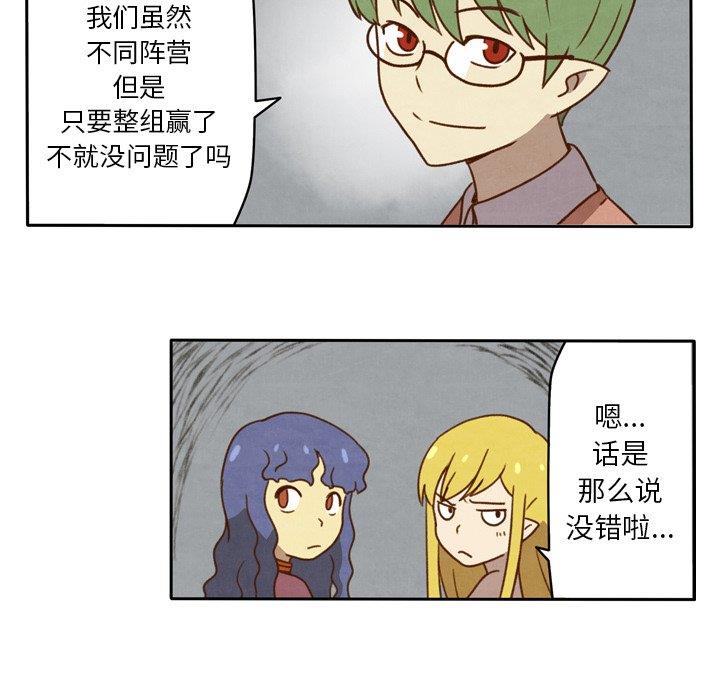 我们虽然
不同阵营
但是
只要整组赢了
不就没问题了吗
嗯…
话是
那么说
没错啦…